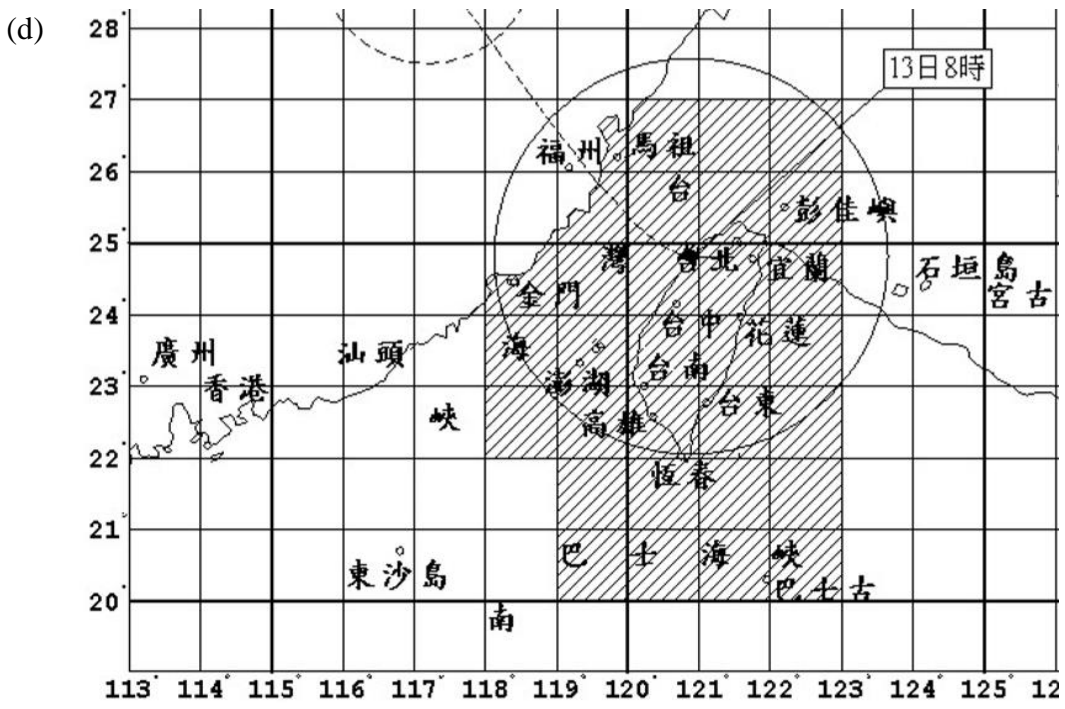 (d)
28°
13日8時
27°
福州
馬祖
26°
台
彭佳嶼
25°
灣
台北
宜蘭
石垣島
宮古
金門
24°
台中
花蓮
海
廣州
汕頭
澎湖
台南
23°
香港
台東
峽
高雄
22°
恆春
21°
巴士海峽
東沙島
巴士古
20°
南
113° 114° 115° 116° 117° 118° 119° 120° 121° 122° 123° 124° 125° 12